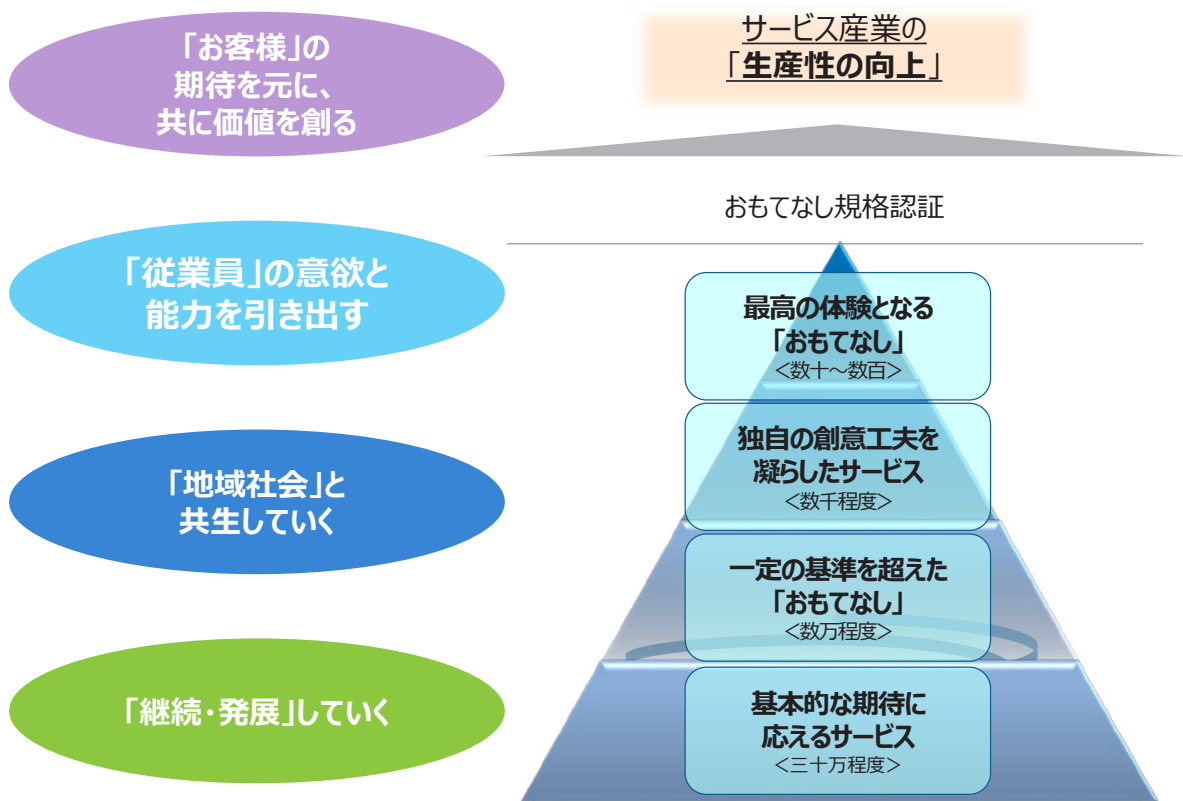 「お客様」の
期待を元に、
共に価値を創る
「従業員」の意欲と
能力を引き出す
「地域社会」と
共生していく
「継続・発展」していく
サービス産業の
「生産性の向上」
おもてなし規格認証
最高の体験となる
「おもてなし」
<数十～数百>
独自の創意工夫を
凝らしたサービス
<数千程度>
一定の基準を超えた
「おもてなし」
<数万程度>
基本的な期待に
応えるサービス
<三十万程度>